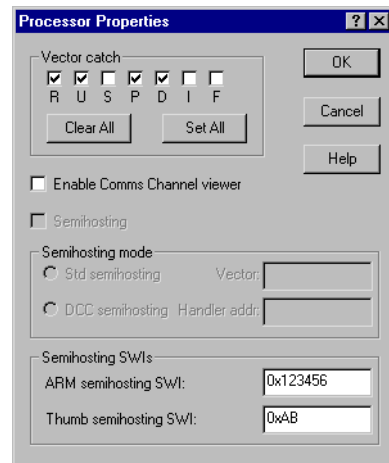 Processor Properties
Vector catch
R U S P D I F
Clear All Set All
OK
Cancel
Help
Enable Comms Channel viewer
Semihosting
Semihosting mode
Std semihosting Vector:
DCC semihosting Handler addr:
Semihosting SWIs
ARM semihosting SWI: 0x123456
Thumb semihosting SWI: 0xAB